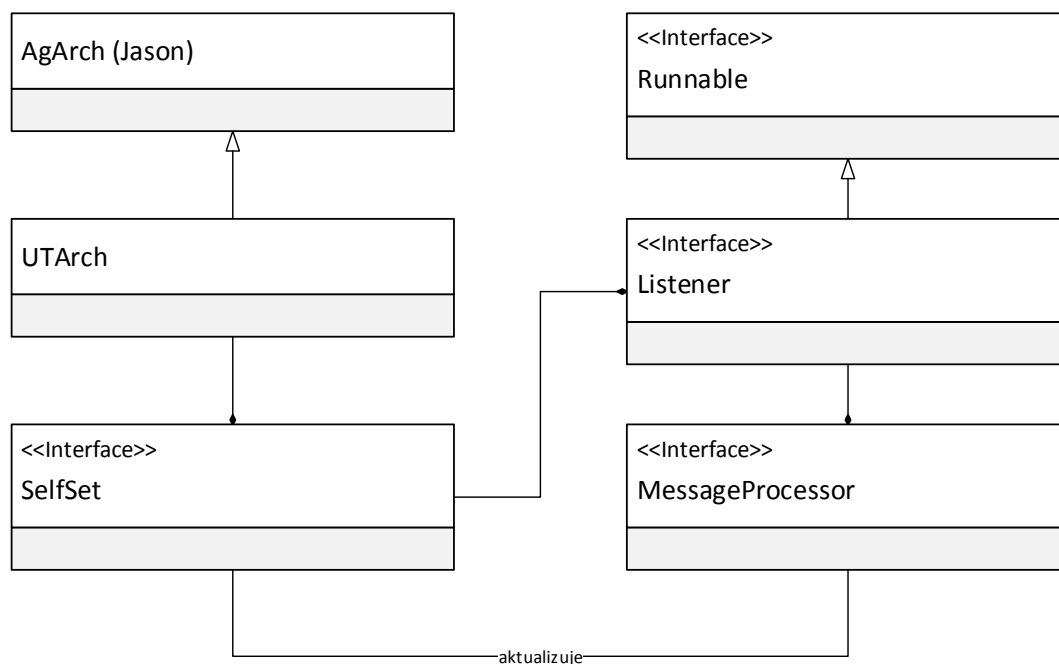 AgArch (Jason)
<<Interface>>
Runnable
UTArch
<<Interface>>
Listener
<<Interface>>
SelfSet
<<Interface>>
MessageProcessor
aktualizuje